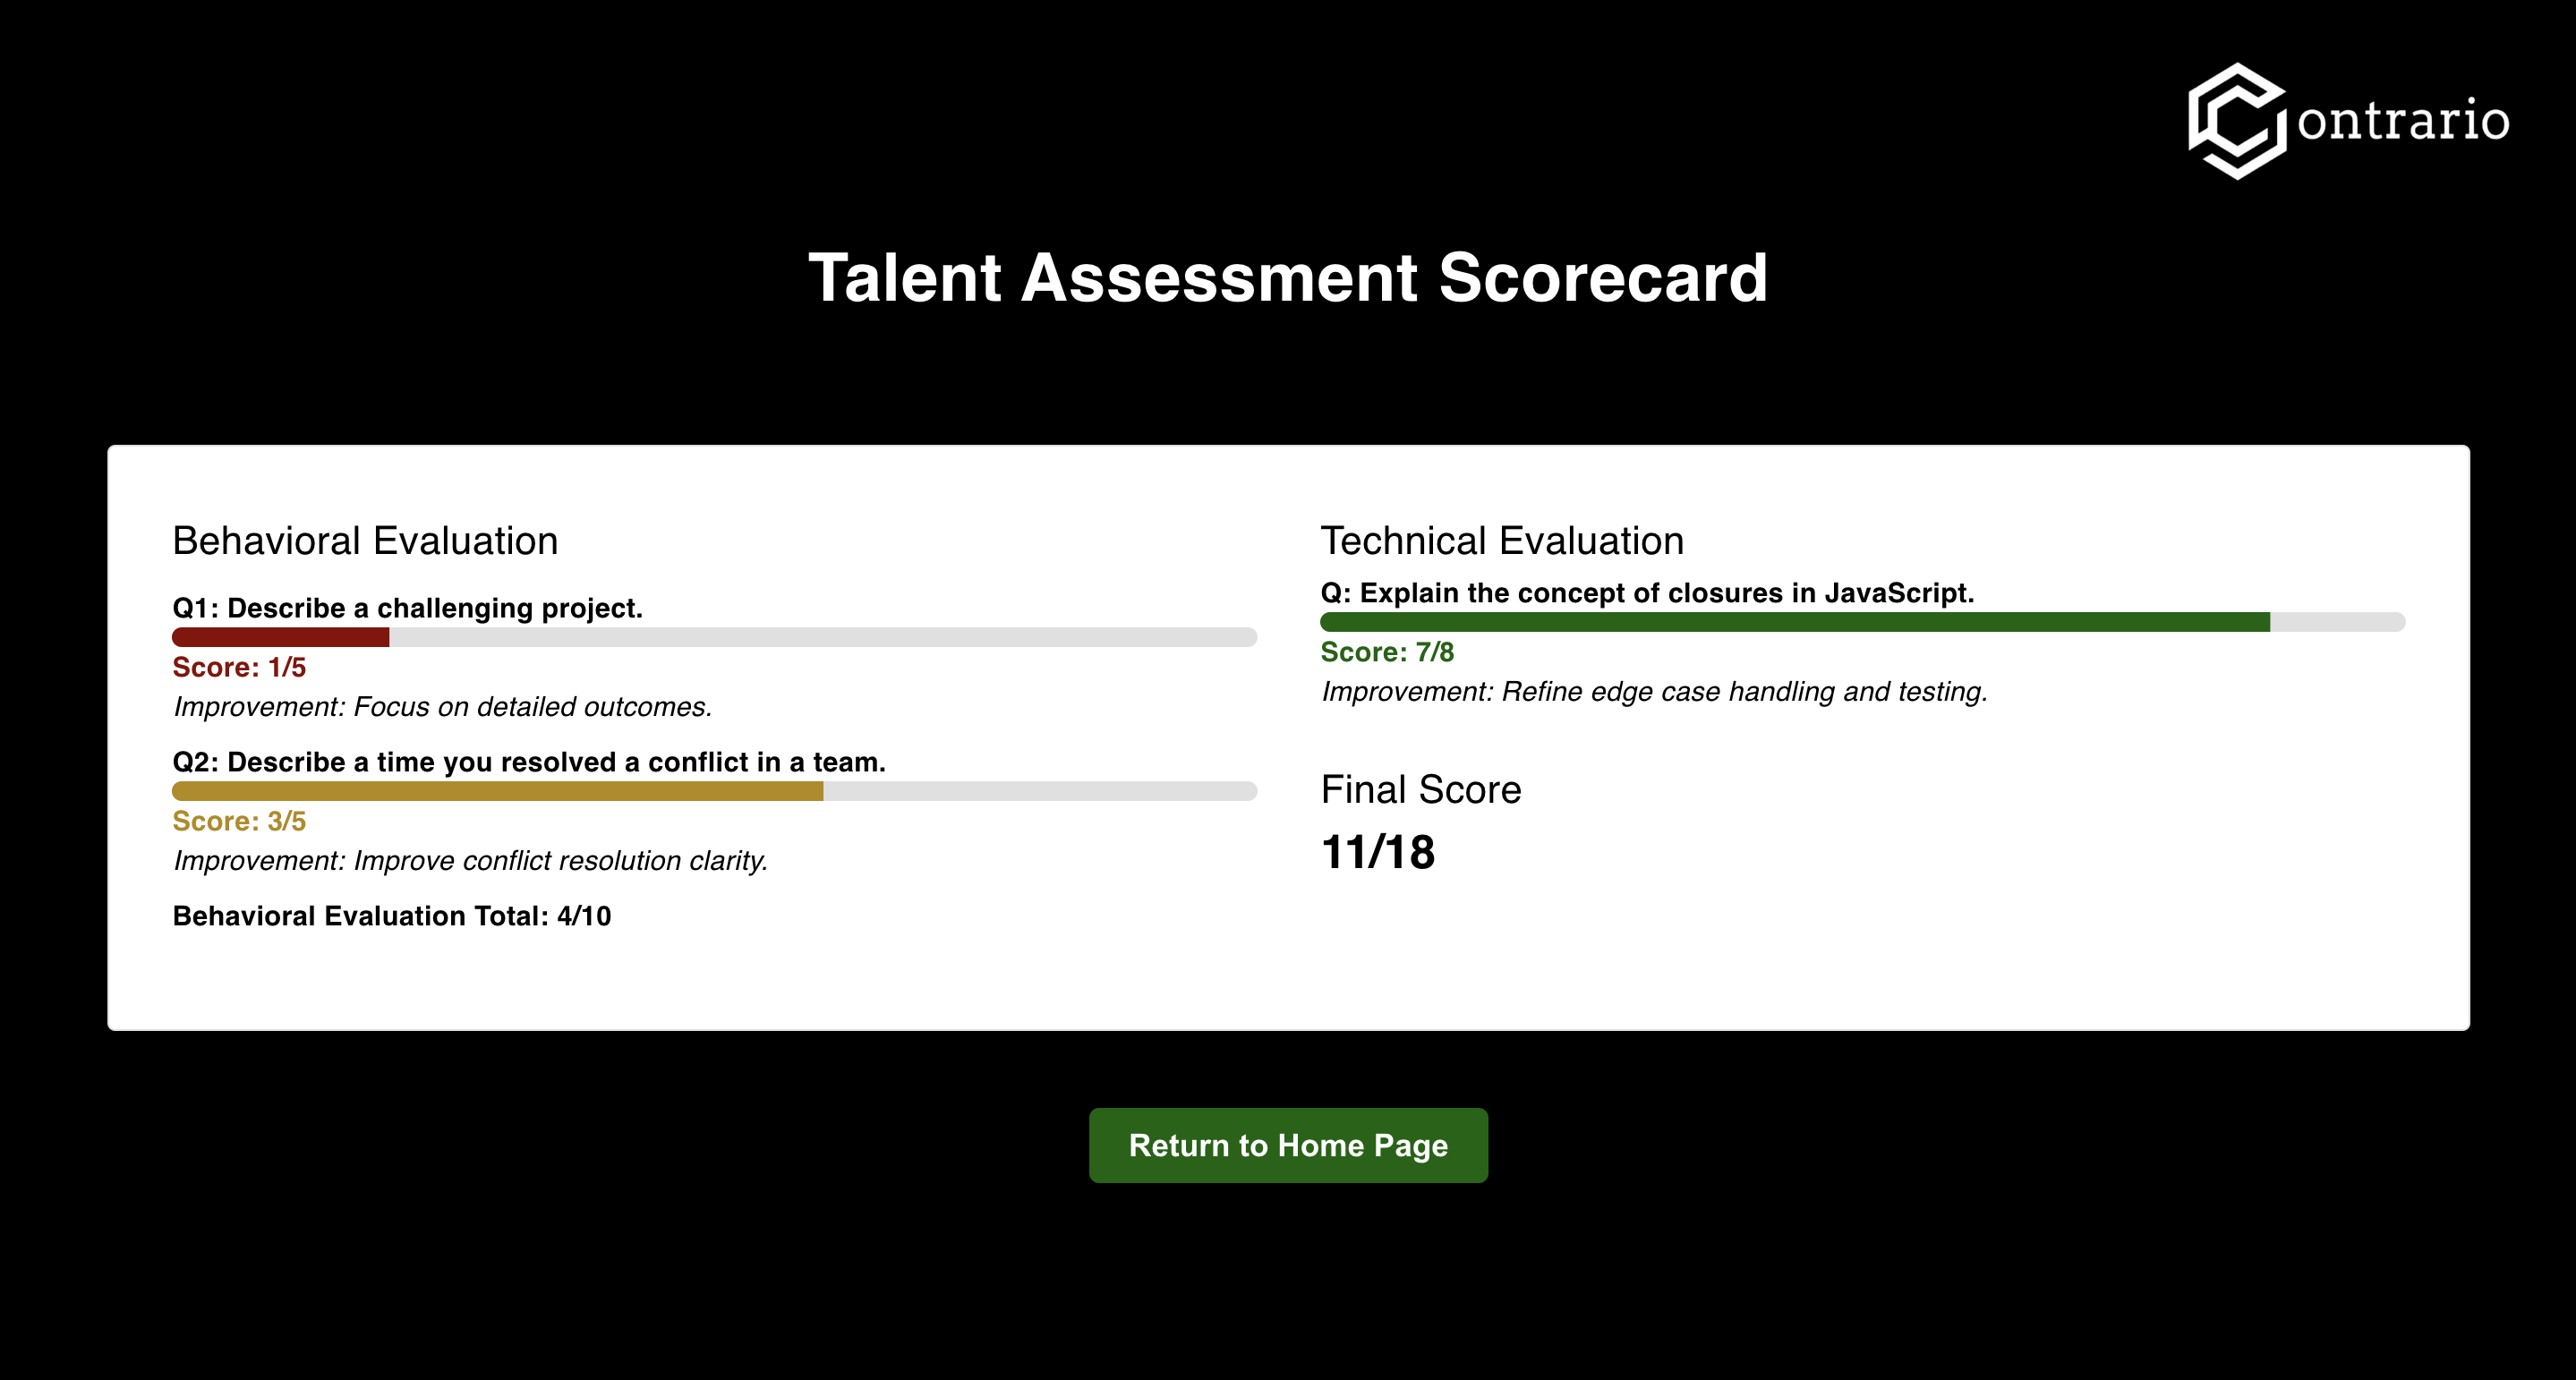 Contrario
Talent Assessment Scorecard
Behavioral Evaluation
Q1: Describe a challenging project.
Score: 1/5
Improvement: Focus on detailed outcomes.
Q2: Describe a time you resolved a conflict in a team.
Score: 3/5
Improvement: Improve conflict resolution clarity.
Behavioral Evaluation Total: 4/10
Technical Evaluation
Q: Explain the concept of closures in JavaScript.
Score: 7/8
Improvement: Refine edge case handling and testing.
Final Score
11/18
Return to Home Page